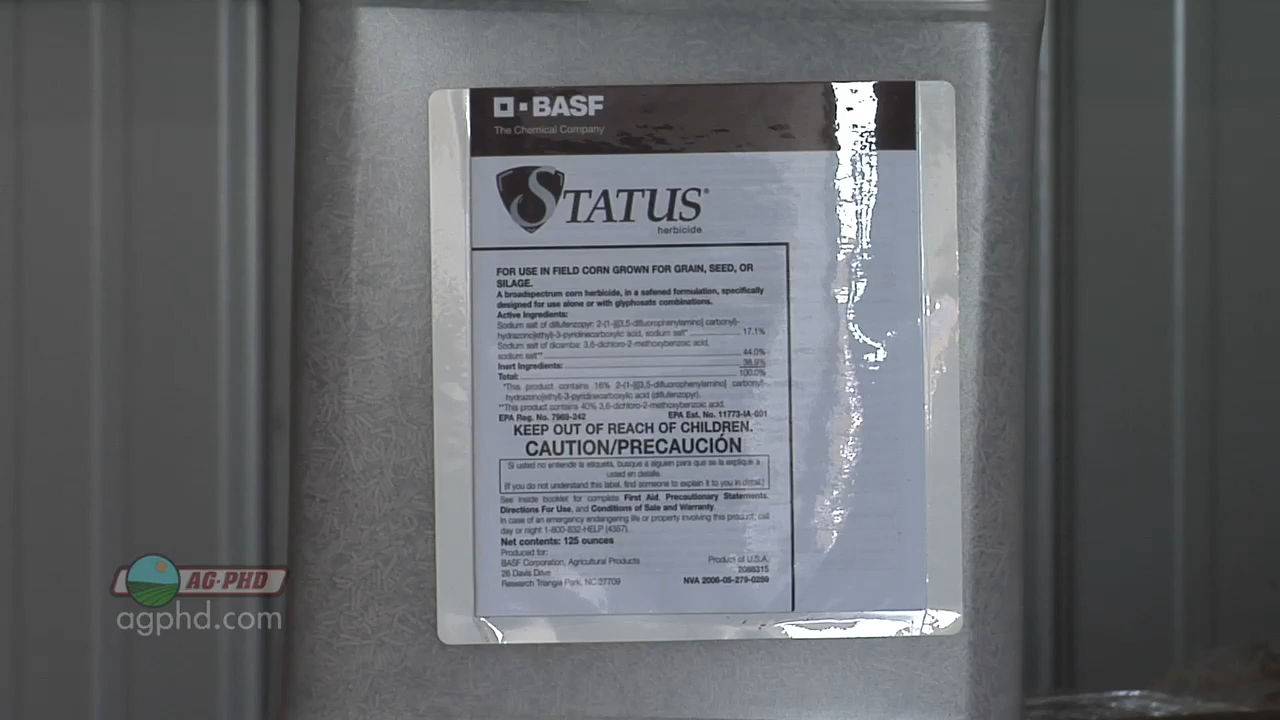 BASF
The Chemical Company
STATUS®
herbicide
FOR USE IN FIELD CORN GROWN FOR GRAIN, SEED, OR
SILAGE.
A broadspectrum corn herbicide, in a safened formulation, specifically
designed for use alone or with glyphosate combinations.
Active Ingredients:
Sodium salt of diflufenzopyr: 2-(1-[([3,5-difluorophenylamino] carbonyl)-
hydrazono]ethyl)-3-pyridinecarboxylic acid, sodium salt* 17.1%
Sodium salt of dicamba: 3,6-dichloro-2-methoxybenzoic acid,
sodium salt** 44.0%
Inert Ingredients: 38.9%
Total: 100.0%
*This product contains 16% 2-(1-[([3,5-difluorophenylamino] carbonyl)-
hydrazono]ethyl)-3-pyridinecarboxylic acid (diflufenzopyr).
**This product contains 40% 3,6-dichloro-2-methoxybenzoic acid.
EPA Reg. No. 7969-242 EPA Est. No. 11773-IA-001
KEEP OUT OF REACH OF CHILDREN.
CAUTION/PRECAUCIÓN
Si usted no entiende la etiqueta, busque a alguien para que se la explique a
usted en detalle.
(If you do not understand this label, find someone to explain it to you in detail.)
See inside booklet for complete First Aid, Precautionary Statements,
Directions For Use, and Conditions of Sale and Warranty.
In case of an emergency endangering life or property involving this product, call
day or night 1-800-832-HELP (4357).
Net contents: 125 ounces
Produced for:
BASF Corporation, Agricultural Products Product of U.S.A.
26 Davis Drive 2086315
Research Triangle Park, NC 27709 NVA 2006-05-279-0259
AG-PHD
agphd.com